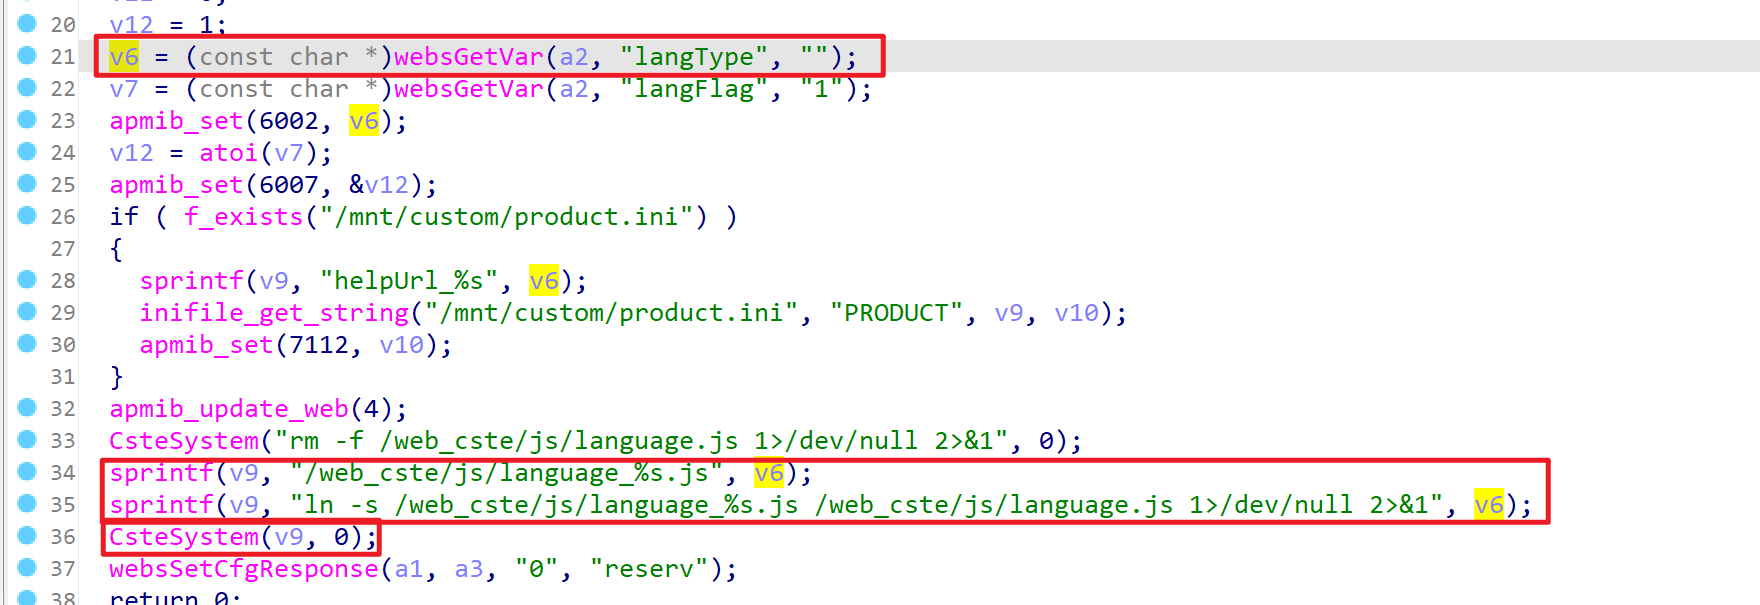 20 v12 = 1;
21 v6 = (const char *)websGetVar(a2, "langType", "");
22 v7 = (const char *)websGetVar(a2, "langFlag", "1");
23 apmib_set(6002, v6);
24 v12 = atoi(v7);
25 apmib_set(6007, &v12);
26 if ( f_exists("/mnt/custom/product.ini") )
27 {
28 sprintf(v9, "helpUrl_%s", v6);
29 inifile_get_string("/mnt/custom/product.ini", "PRODUCT", v9, v10);
30 apmib_set(7112, v10);
31 }
32 apmib_update_web(4);
33 CsteSystem("rm -f /web_cste/js/language.js 1>/dev/null 2>&1", 0);
34 sprintf(v9, "/web_cste/js/language_%s.js", v6);
35 sprintf(v9, "ln -s /web_cste/js/language_%s.js /web_cste/js/language.js 1>/dev/null 2>&1", v6);
36 CsteSystem(v9, 0);
37 websSetCfgResponse(a1, a3, "0", "reserv");
38 return 0;